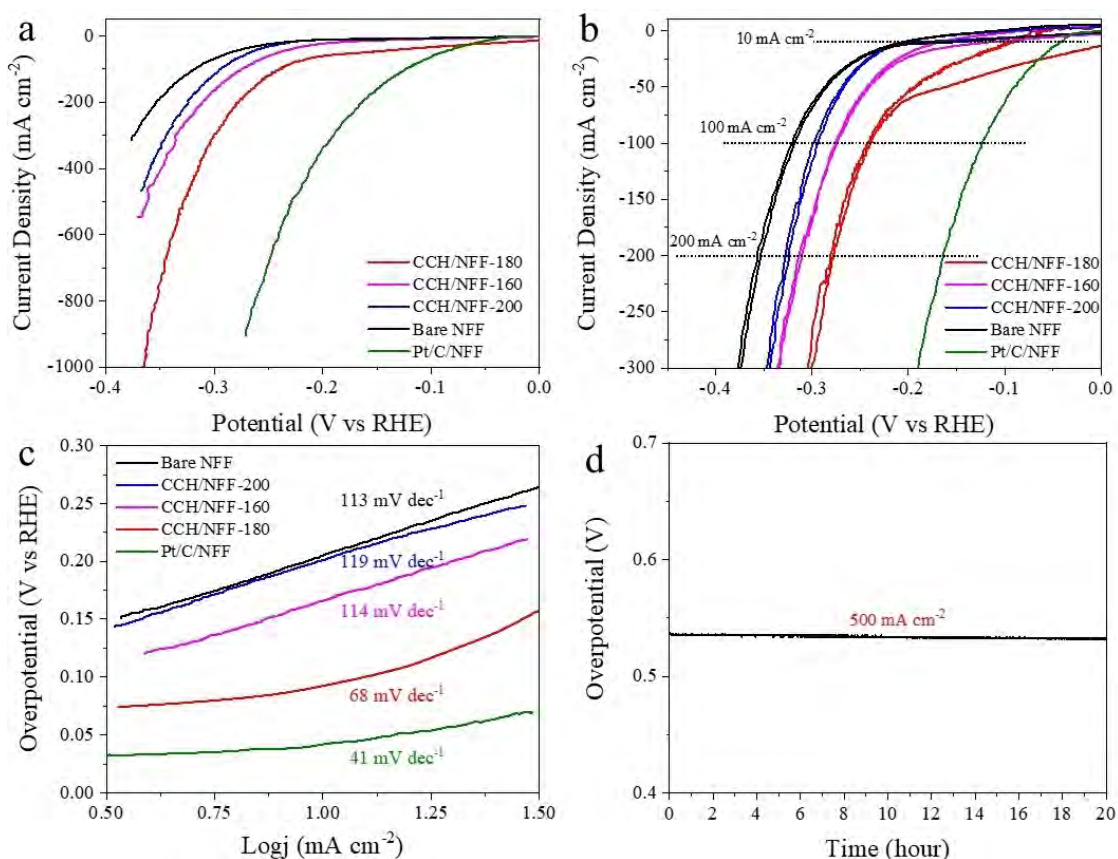 a
0
-200
-400
-600
-800
-1000
-0.4
-0.3
-0.2
-0.1
0.0
Current Density (mA cm-2)
Potential (V vs RHE)
CCH/NFF-180
CCH/NFF-160
CCH/NFF-200
Bare NFF
Pt/C/NFF
b
0
-50
-100
-150
-200
-250
-300
-0.4
-0.3
-0.2
-0.1
0.0
Current Density (mA cm-2)
Potential (V vs RHE)
10 mA cm-2
100 mA cm-2
200 mA cm-2
CCH/NFF-180
CCH/NFF-160
CCH/NFF-200
Bare NFF
Pt/C/NFF
c
0.30
0.25
0.20
0.15
0.10
0.05
0.00
0.50
0.75
1.00
1.25
1.50
Overpotential (V vs RHE)
Logj (mA cm-2)
Bare NFF
CCH/NFF-200
CCH/NFF-160
CCH/NFF-180
Pt/C/NFF
113 mV dec-1
119 mV dec-1
114 mV dec-1
68 mV dec-1
41 mV dec-1
d
0.7
0.6
0.5
0.4
0
2
4
6
8
10
12
14
16
18
20
Overpotential (V)
Time (hour)
500 mA cm-2